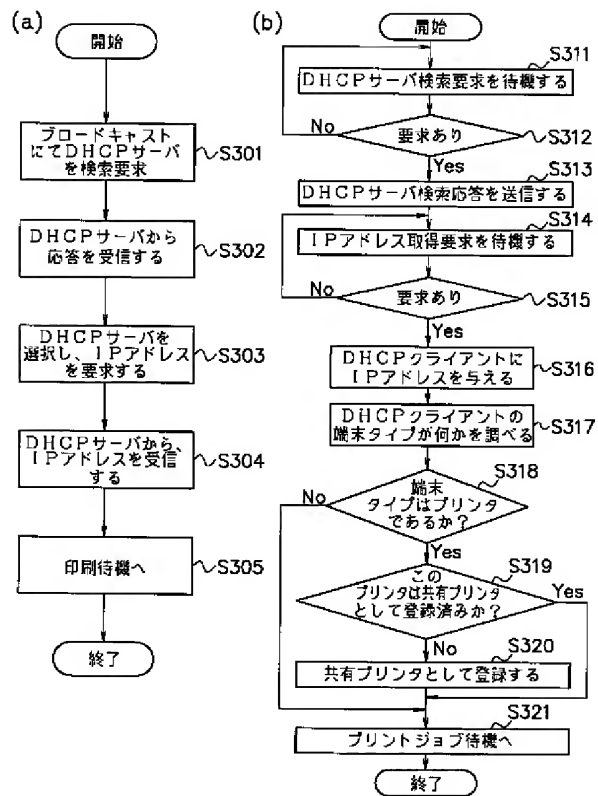 (a)
開始
ブロードキャスト
にてDHCPサーバ
を検索要求
S301
DHCPサーバから
応答を受信する
S302
DHCPサーバを
選択し、IPアドレス
を要求する
S303
DHCPサーバから、
IPアドレスを受信
する
S304
印刷待機へ
S305
終了
(b)
開始
S311
DHCPサーバ検索要求を待機する
No
要求あり
S312
Yes
S313
DHCPサーバ検索応答を送信する
S314
IPアドレス取得要求を待機する
No
要求あり
S315
Yes
DHCPクライアントに
IPアドレスを与える
S316
DHCPクライアントの
端末タイプが何かを調べる
S317
S318
No
端末
タイプはプリンタ
であるか?
Yes
S319
この
プリンタは共有プリンタ
として登録済みか?
Yes
No
S320
共有プリンタとして登録する
S321
プリントジョブ待機へ
終了